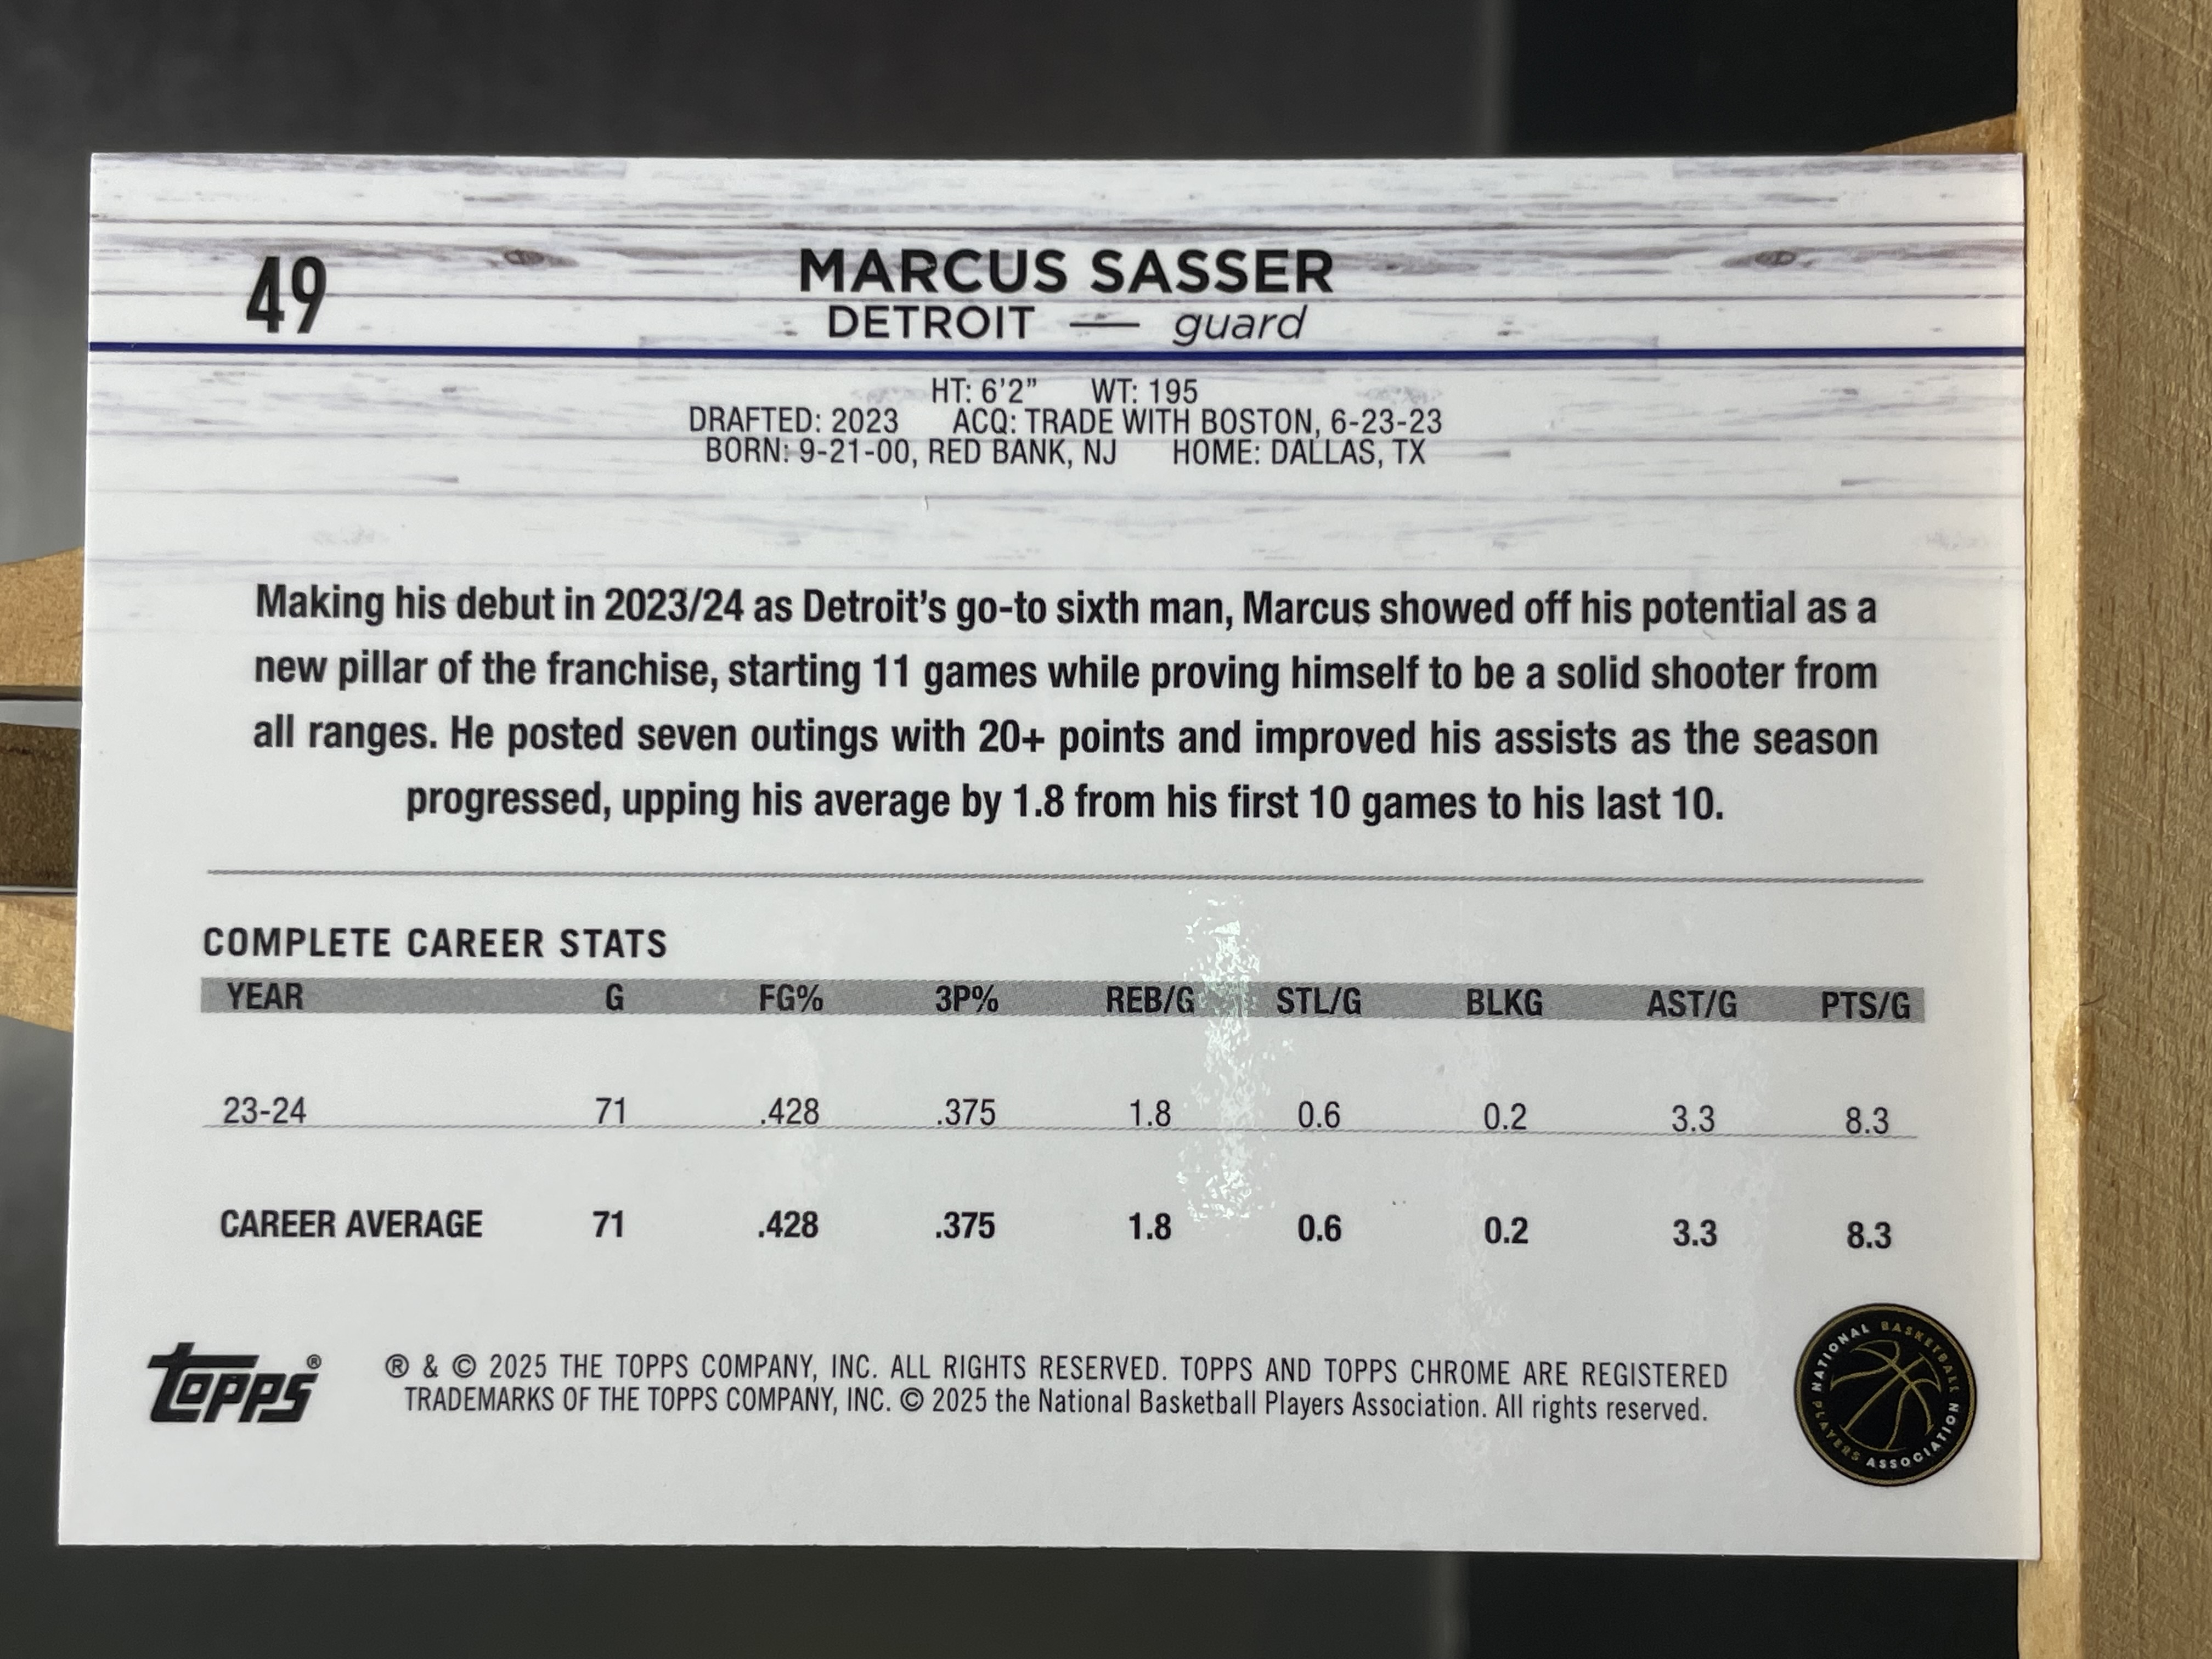 49
MARCUS SASSER
DETROIT — guard
HT: 6'2" WT: 195
DRAFTED: 2023 ACQ: TRADE WITH BOSTON, 6-23-23
BORN: 9-21-00, RED BANK, NJ HOME: DALLAS, TX
Making his debut in 2023/24 as Detroit's go-to sixth man, Marcus showed off his potential as a
new pillar of the franchise, starting 11 games while proving himself to be a solid shooter from
all ranges. He posted seven outings with 20+ points and improved his assists as the season
progressed, upping his average by 1.8 from his first 10 games to his last 10.
COMPLETE CAREER STATS
YEAR G FG% 3P% REB/G STL/G BLKG AST/G PTS/G
23-24 71 .428 .375 1.8 0.6 0.2 3.3 8.3
CAREER AVERAGE 71 .428 .375 1.8 0.6 0.2 3.3 8.3
topps®
® & © 2025 THE TOPPS COMPANY, INC. ALL RIGHTS RESERVED. TOPPS AND TOPPS CHROME ARE REGISTERED
TRADEMARKS OF THE TOPPS COMPANY, INC. © 2025 the National Basketball Players Association. All rights reserved.
NATIONAL BASKETBALL PLAYERS ASSOCIATION